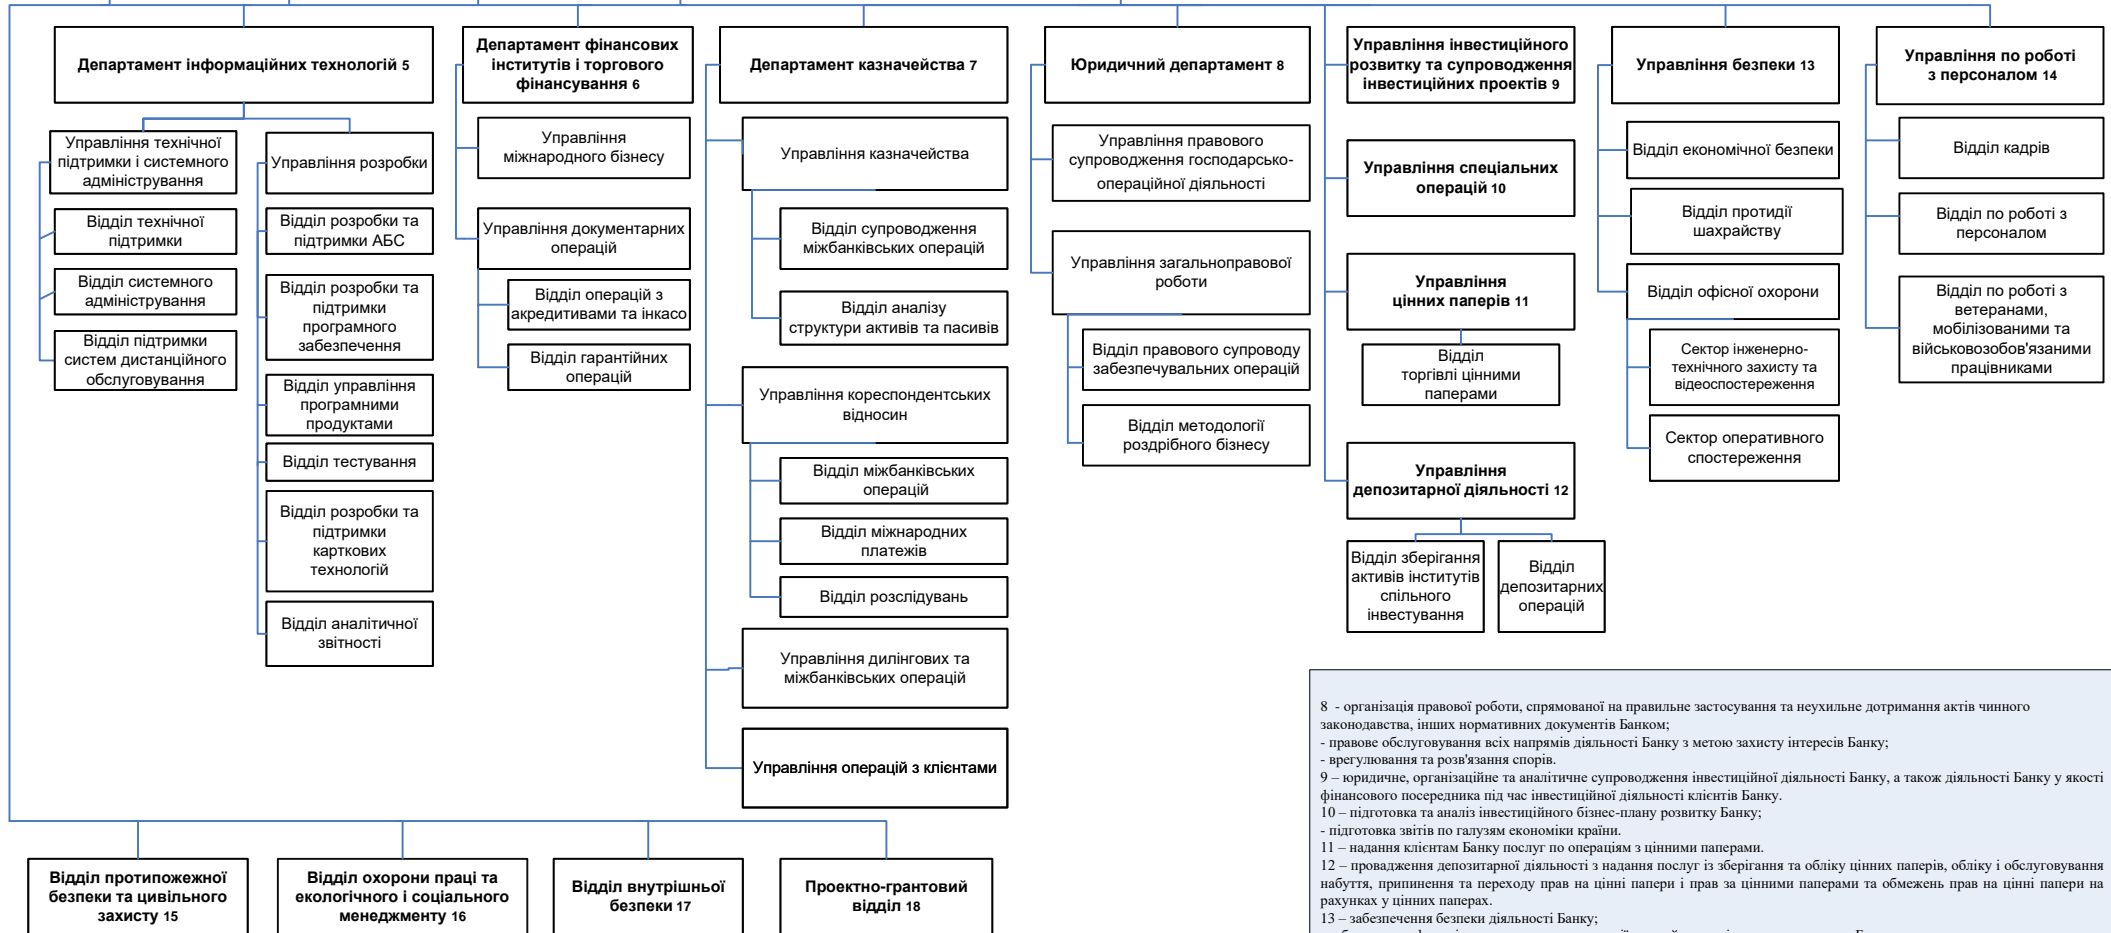 Департамент інформаційних технологій 5
Управління технічної
підтримки і системного
адміністрування
Відділ технічної
підтримки
Відділ системного
адміністрування
Відділ підтримки
систем дистанційного
обслуговування
Управління розробки
Відділ розробки та
підтримки АБС
Відділ розробки та
підтримки
програмного
забезпечення
Відділ управління
програмними
продуктами
Відділ тестування
Відділ розробки та
підтримки
карткових
технологій
Відділ аналітичної
звітності
Департамент фінансових
інститутів і торгового
фінансування 6
Управління
міжнародного бізнесу
Управління документарних
операцій
Відділ операцій з
акредитивами та інкасо
Відділ гарантійних
операцій
Департамент казначейства 7
Управління казначейства
Відділ супроводження
міжбанківських операцій
Відділ аналізу
структури активів та пасивів
Управління кореспондентських
відносин
Відділ міжбанківських
операцій
Відділ міжнародних
платежів
Відділ розслідувань
Управління дилінгових та
міжбанківських операцій
Управління операцій з клієнтами
Юридичний департамент 8
Управління правового
супроводження господарсько-
операційної діяльності
Управління загальноправової
роботи
Відділ правового супроводу
забезпечувальних операцій
Відділ методології
роздрібного бізнесу
Управління інвестиційного
розвитку та супроводження
інвестиційних проектів 9
Управління спеціальних
операцій 10
Управління
цінних паперів 11
Відділ
торгівлі цінними
паперами
Управління
депозитарної діяльності 12
Відділ зберігання
активів інститутів
спільного
інвестування
Відділ
депозитарних
операцій
Управління безпеки 13
Відділ економічної безпеки
Відділ протидії
шахрайству
Відділ офісної охорони
Сектор інженерно-
технічного захисту та
відеоспостереження
Сектор оперативного
спостереження
Управління по роботі
з персоналом 14
Відділ кадрів
Відділ по роботі з
персоналом
Відділ по роботі з
ветеранами,
мобілізованими та
військовозобов'язаними
працівниками
Відділ протипожежної
безпеки та цивільного
захисту 15
Відділ охорони праці та
екологічного і соціального
менеджменту 16
Відділ внутрішньої
безпеки 17
Проектно-грантовий
відділ 18
8 - організація правової роботи, спрямованої на правильне застосування та неухильне дотримання актів чинного
законодавства, інших нормативних документів Банком;
- правове обслуговування всіх напрямів діяльності Банку з метою захисту інтересів Банку;
- врегулювання та розв'язання спорів.
9 – юридичне, організаційне та аналітичне супроводження інвестиційної діяльності Банку, а також діяльності Банку у якості
фінансового посередника під час інвестиційної діяльності клієнтів Банку.
10 – підготовка та аналіз інвестиційного бізнес-плану розвитку Банку;
- підготовка звітів по галузям економіки країни.
11 – надання клієнтам Банку послуг по операціям з цінними паперами.
12 – провадження депозитарної діяльності з надання послуг із зберігання та обліку цінних паперів, обліку і обслуговування
набуття, припинення та переходу прав на цінні папери і прав за цінними паперами та обмежень прав на цінні папери на
рахунках у цінних паперах.
13 – забезпечення безпеки діяльності Банку;